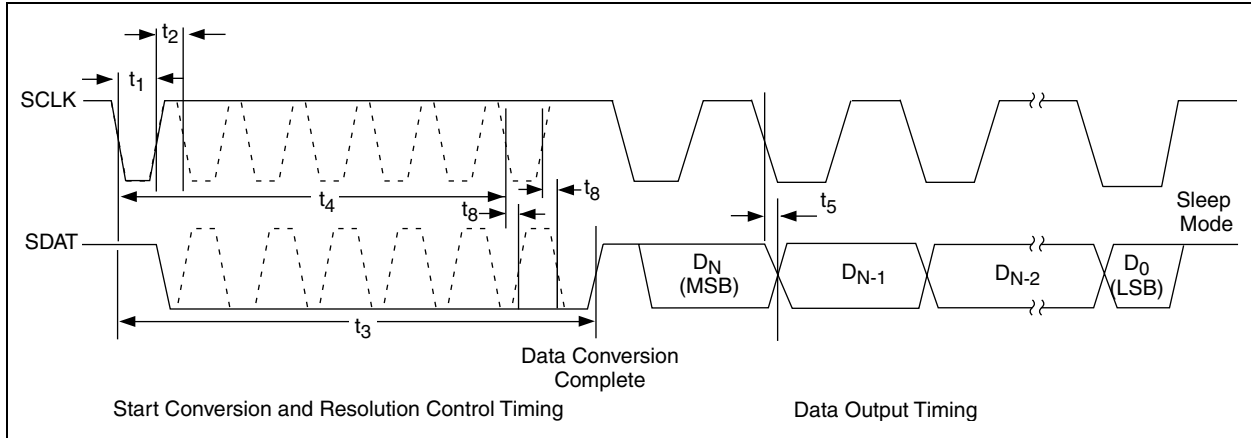 t2
t1
SCLK
t4
t8
t8
t5
Sleep
Mode
SDAT
DN
(MSB)
DN-1
DN-2
D0
(LSB)
t3
Data Conversion
Complete
Start Conversion and Resolution Control Timing
Data Output Timing